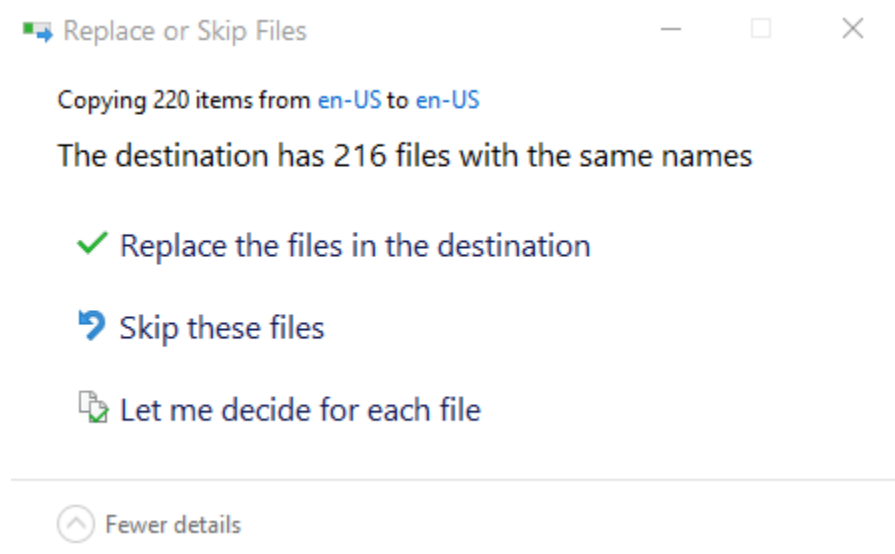 Replace or Skip Files
Copying 220 items from en-US to en-US
The destination has 216 files with the same names
Replace the files in the destination
Skip these files
Let me decide for each file
Fewer details